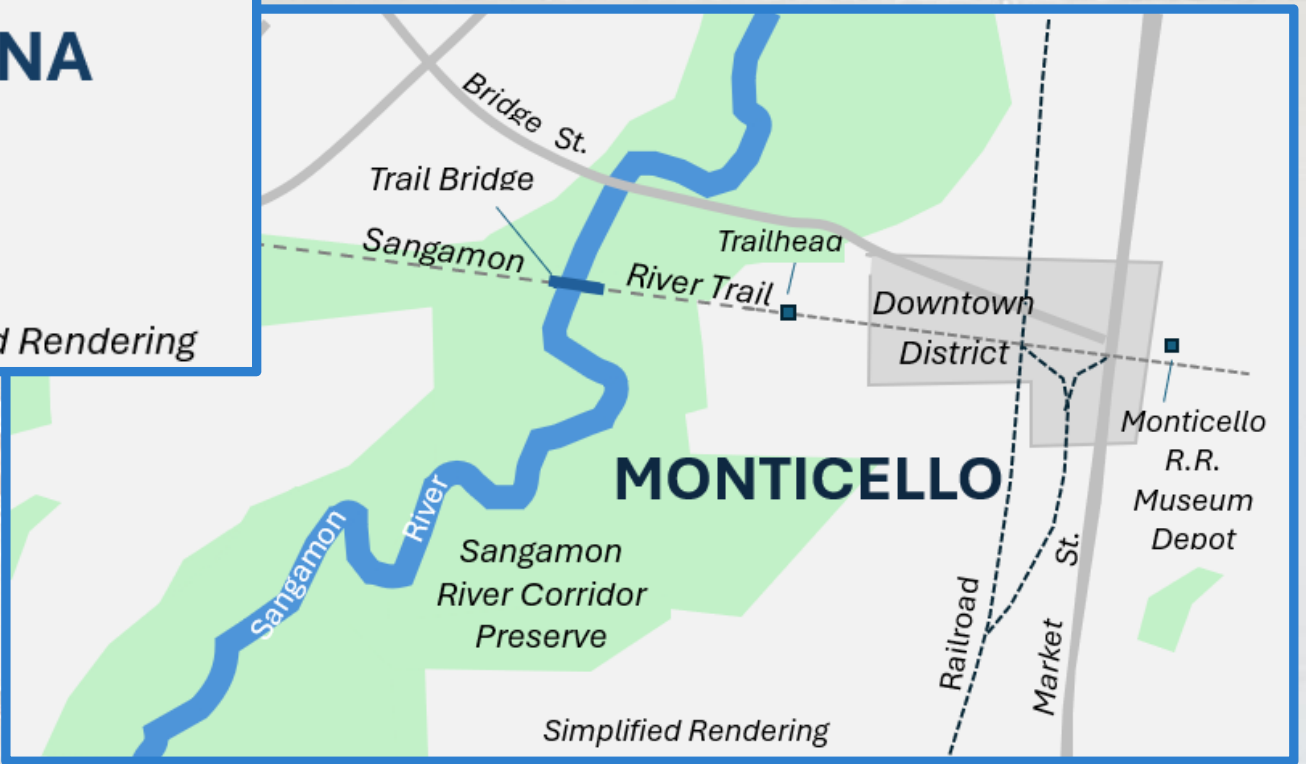 NA
d Rendering
Bridge St.
Trail Bridge
Sangamon River Trail
Trailhead
Downtown
District
Monticello
R.R.
Museum
Depot
MONTICELLO
Sangamon River
Sangamon
River Corridor
Preserve
Railroad
Market St.
Simplified Rendering